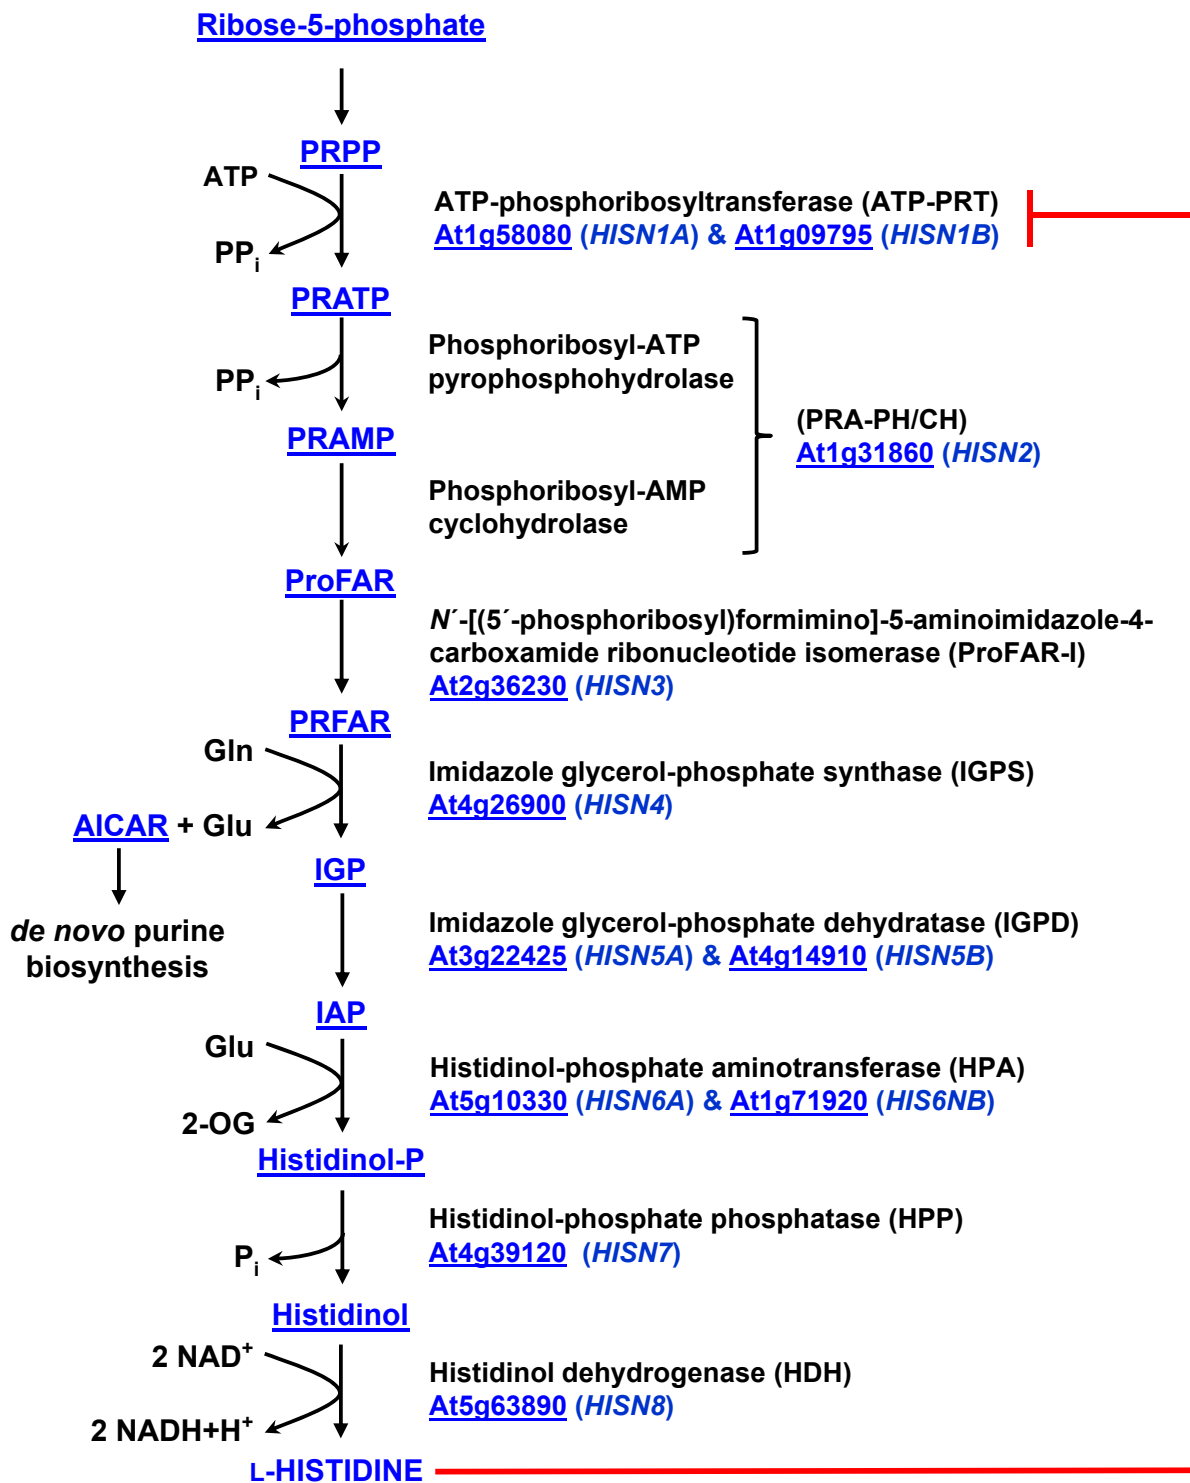 Ribose-5-phosphate
PRPP
ATP
PPi
ATP-phosphoribosyltransferase (ATP-PRT)
At1g58080 (HISN1A) & At1g09795 (HISN1B)
PRATP
PPi
Phosphoribosyl-ATP
pyrophosphohydrolase
(PRA-PH/CH)
At1g31860 (HISN2)
PRAMP
Phosphoribosyl-AMP
cyclohydrolase
ProFAR
N´-[(5´-phosphoribosyl)formimino]-5-aminoimidazole-4-
carboxamide ribonucleotide isomerase (ProFAR-I)
At2g36230 (HISN3)
PRFAR
Gln
AICAR + Glu
Imidazole glycerol-phosphate synthase (IGPS)
At4g26900 (HISN4)
de novo purine
biosynthesis
IGP
Imidazole glycerol-phosphate dehydratase (IGPD)
At3g22425 (HISN5A) & At4g14910 (HISN5B)
IAP
Glu
2-OG
Histidinol-phosphate aminotransferase (HPA)
At5g10330 (HISN6A) & At1g71920 (HIS6NB)
Histidinol-P
Pi
Histidinol-phosphate phosphatase (HPP)
At4g39120 (HISN7)
Histidinol
2 NAD+
2 NADH+H+
Histidinol dehydrogenase (HDH)
At5g63890 (HISN8)
L-HISTIDINE